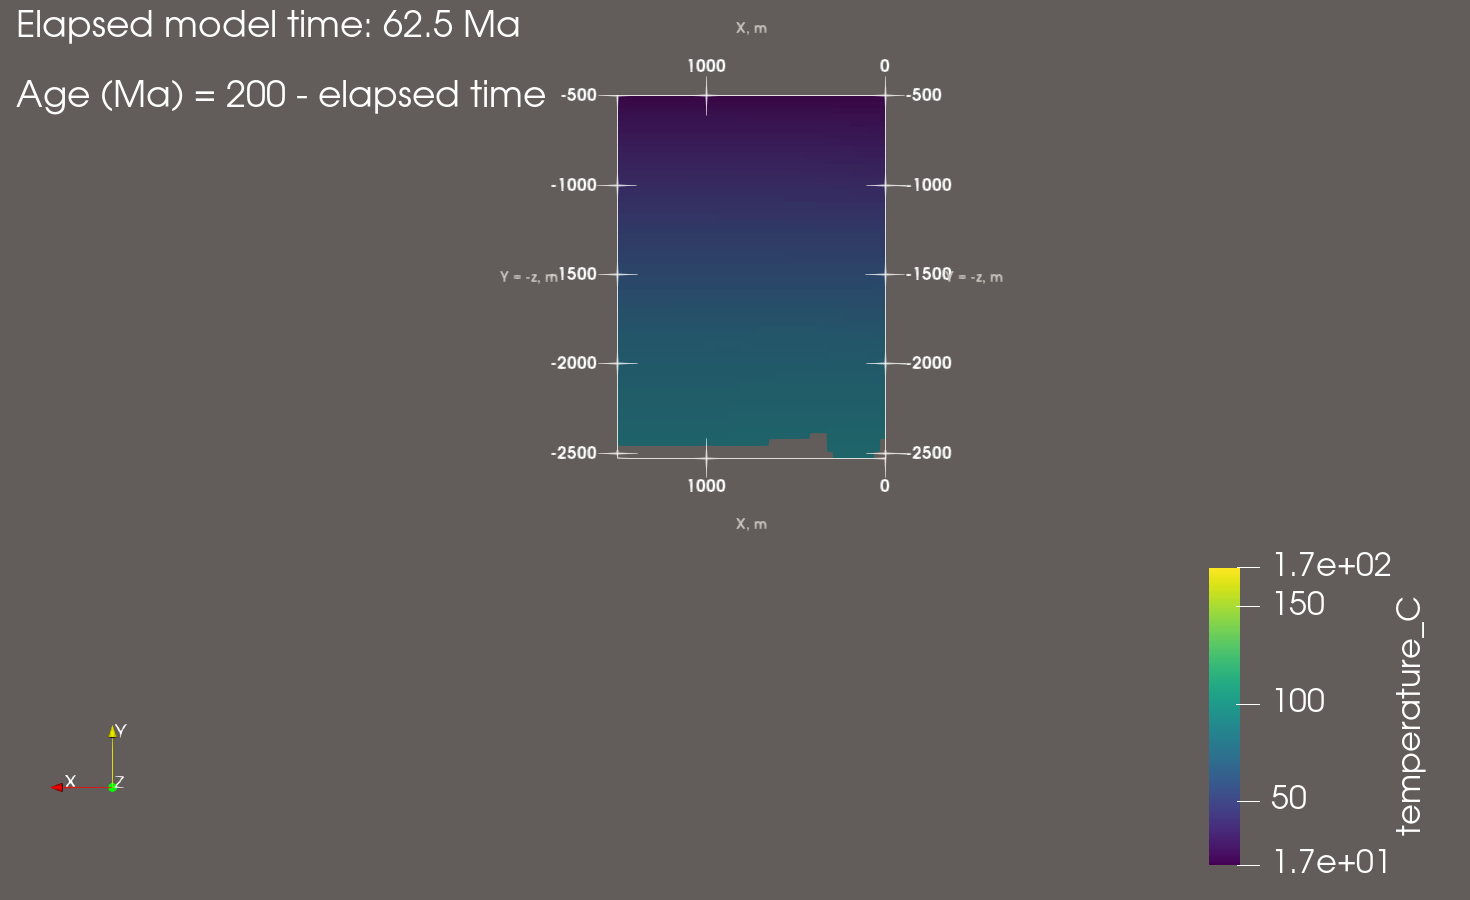 Elapsed model time: 62.5 Ma
X, m
1000 0
Age (Ma) = 200 - elapsed time
-500 -500
-1000 -1000
Y = -z, m -1500 -1500 Y = -z, m
-2000 -2000
-2500 -2500
1000 0
X, m
1.7e+02
150
100
50
1.7e+01
temperature_C
Y
X Z